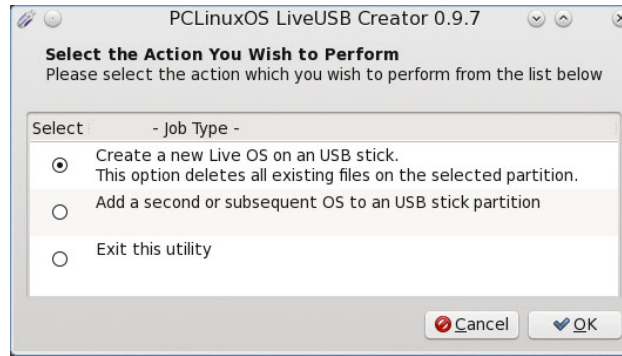 PCLinuxOS LiveUSB Creator 0.9.7
Select the Action You Wish to Perform
Please select the action which you wish to perform from the list below
Select - Job Type -
Create a new Live OS on an USB stick.
This option deletes all existing files on the selected partition.
Add a second or subsequent OS to an USB stick partition
Exit this utility
Cancel OK